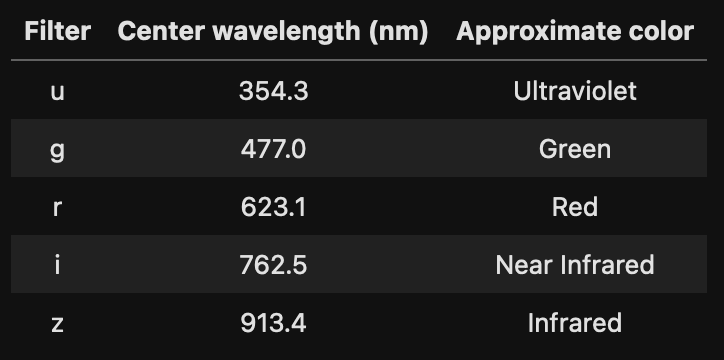 Filter Center wavelength (nm) Approximate color
u 354.3 Ultraviolet
g 477.0 Green
r 623.1 Red
i 762.5 Near Infrared
z 913.4 Infrared